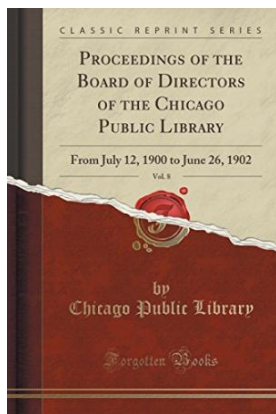 CLASSIC REPRINT SERIES
PROCEEDINGS OF THE
BOARD OF DIRECTORS
OF THE CHICAGO
PUBLIC LIBRARY
From July 12, 1900 to June 26, 1902
Vol. 8
by
Chicago Public Library
Forgotten Books